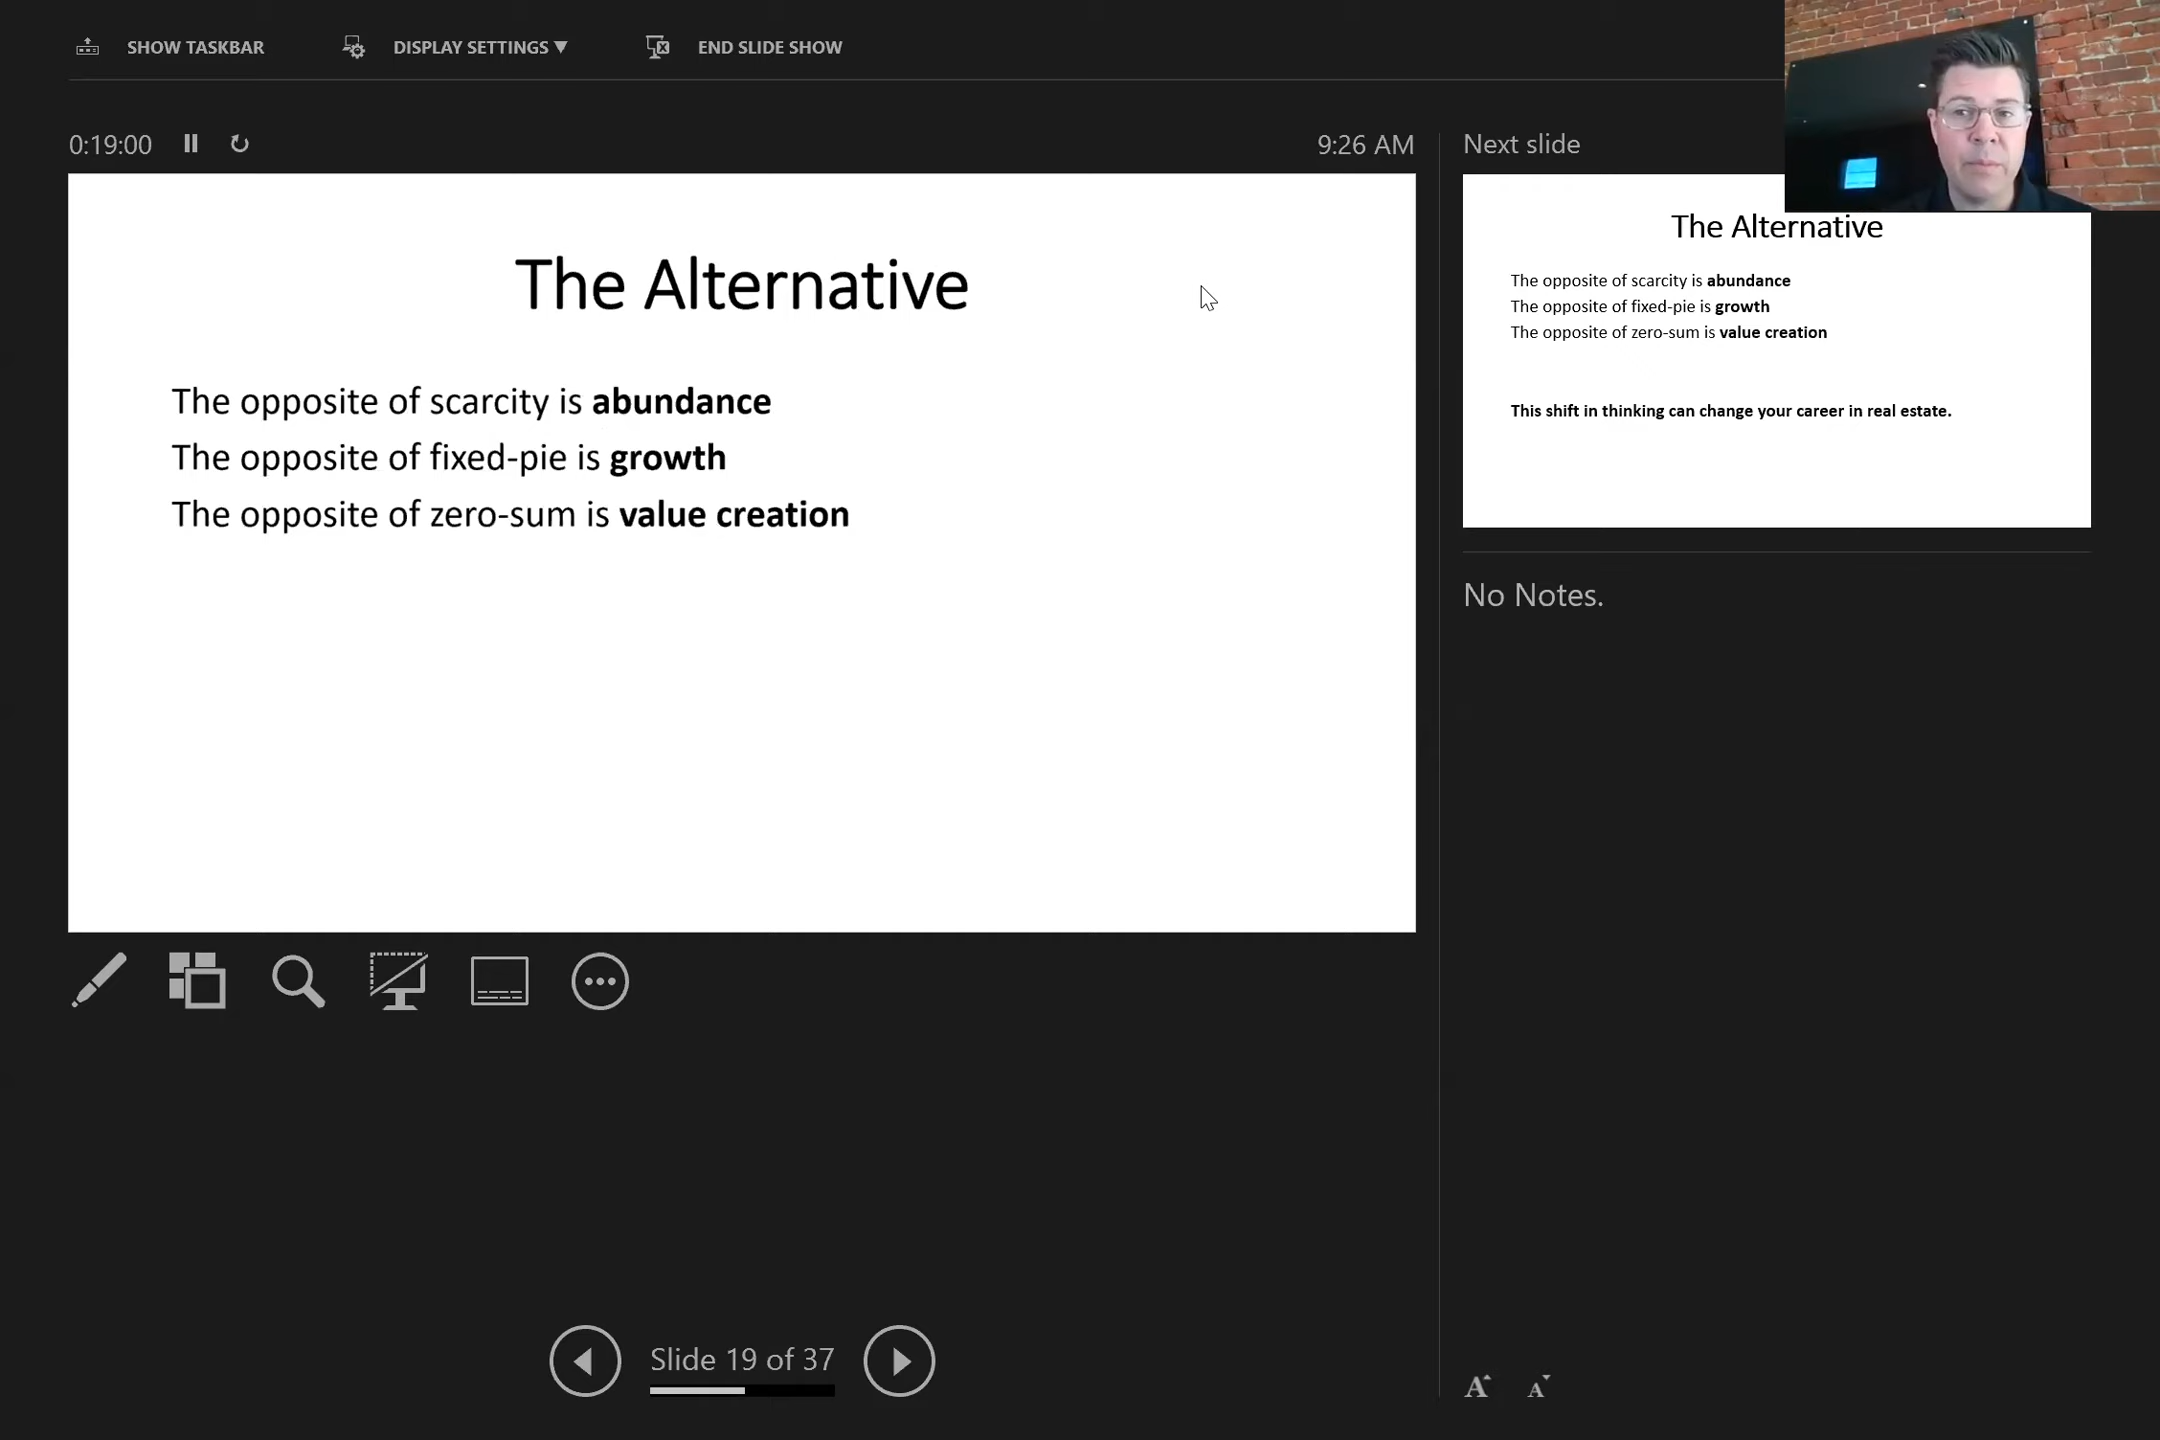 SHOW TASKBAR
DISPLAY SETTINGS ▼
END SLIDE SHOW
0:19:00
9:26 AM
The Alternative
The opposite of scarcity is abundance
The opposite of fixed-pie is growth
The opposite of zero-sum is value creation
Next slide
The Alternative
The opposite of scarcity is abundance
The opposite of fixed-pie is growth
The opposite of zero-sum is value creation
This shift in thinking can change your career in real estate.
No Notes.
Slide 19 of 37
A A